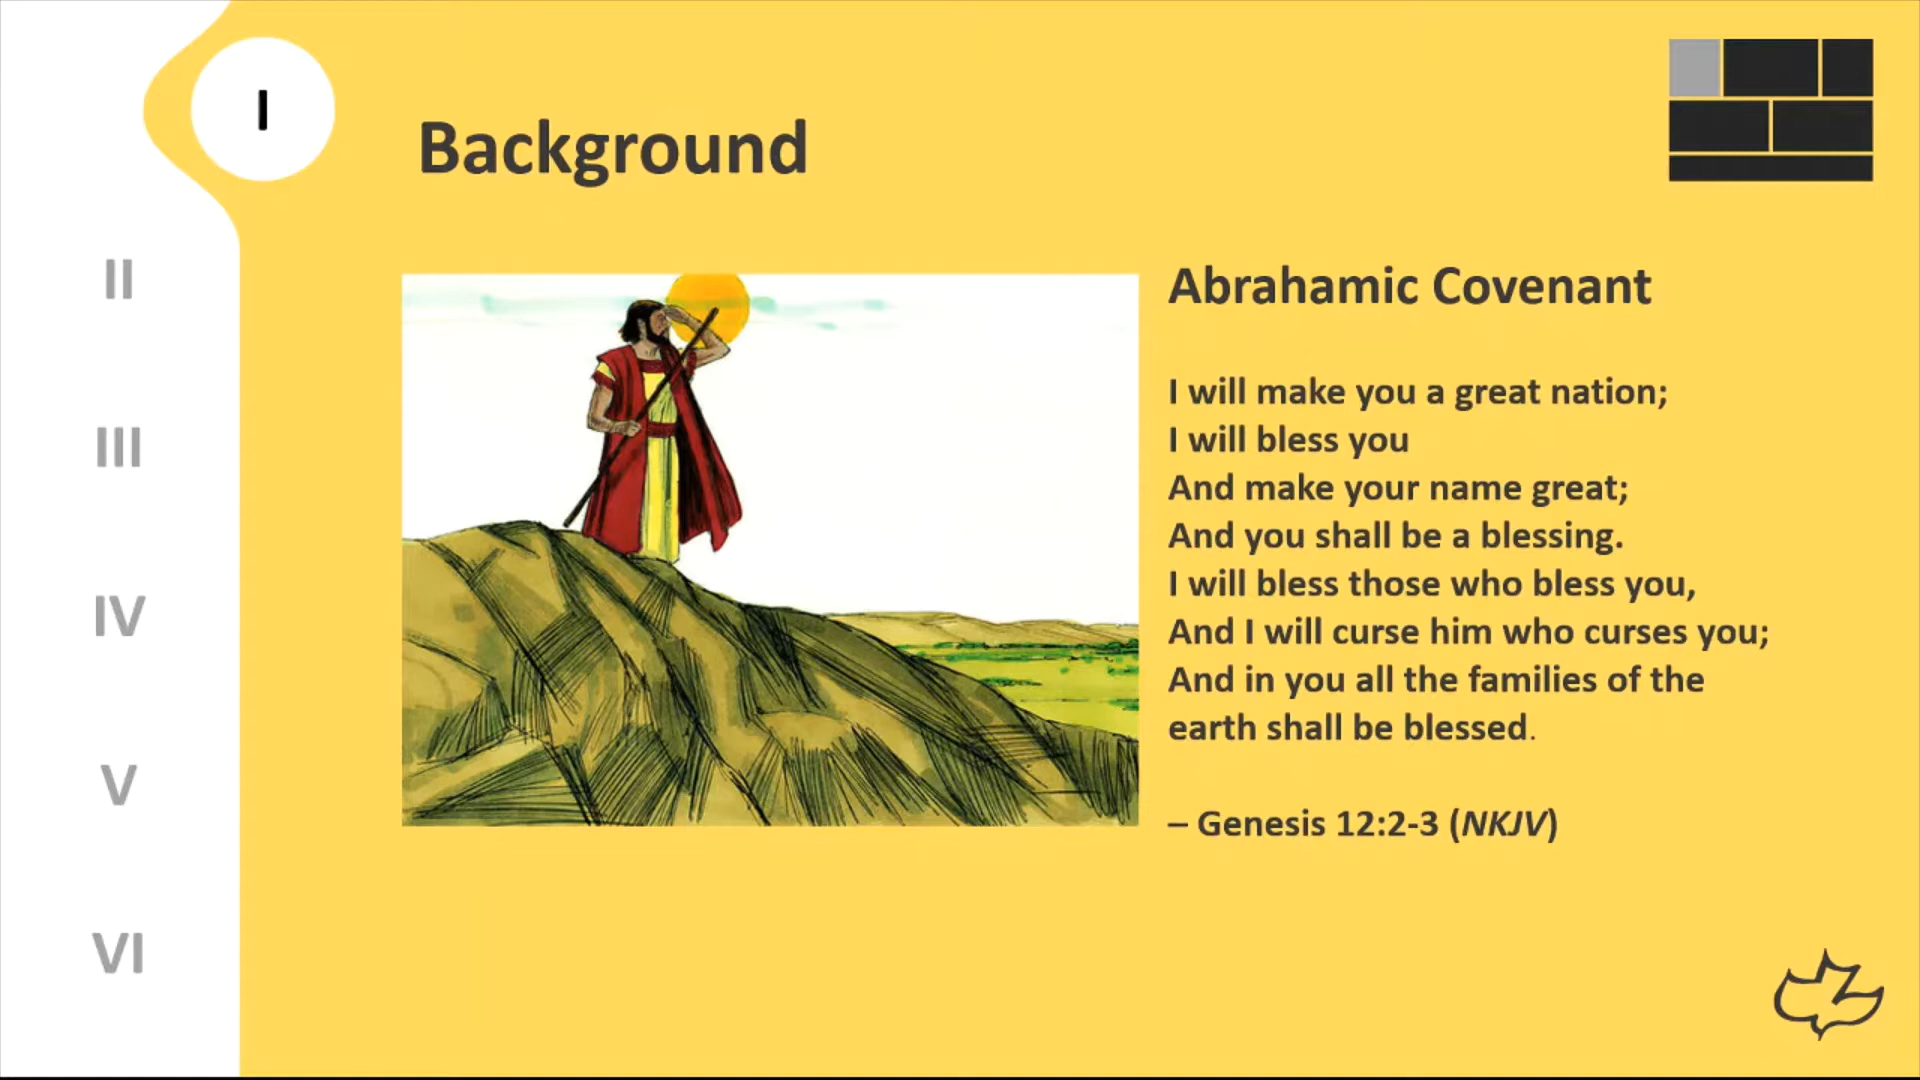 I
Background
II
III
IV
V
VI
Abrahamic Covenant
I will make you a great nation;
I will bless you
And make your name great;
And you shall be a blessing.
I will bless those who bless you,
And I will curse him who curses you;
And in you all the families of the
earth shall be blessed.
– Genesis 12:2-3 (NKJV)